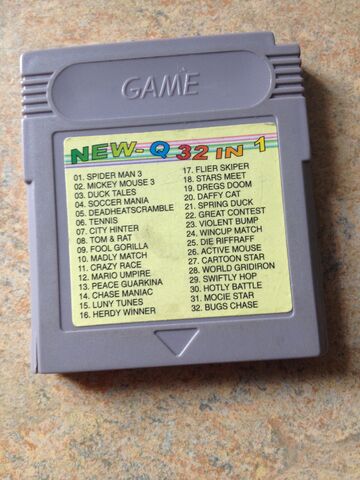 GAME
NEW-Q 32 IN 1
01. SPIDER MAN 3
02. MICKEY MOUSE 3
03. DUCK TALES
04. SOCCER MANIA
05. DEADHEATSCRAMBLE
06. TENNIS
07. CITY HINTER
08. TOM & RAT
09. FOOL GORILLA
10. MADLY MATCH
11. CRAZY RACE
12. MARIO UMPIRE
13. PEACE GUARKINA
14. CHASE MANIAC
15. LUNY TUNES
16. HERDY WINNER
17. FLIER SKIPER
18. STARS MEET
19. DREGS DOOM
20. DAFFY CAT
21. SPRING DUCK
22. GREAT CONTEST
23. VIOLENT BUMP
24. WINCUP MATCH
25. DIE RIFFRAFF
26. ACTIVE MOUSE
27. CARTOON STAR
28. WORLD GRIDIRON
29. SWIFTLY HOP
30. HOTLY BATTLE
31. MOCIE STAR
32. BUGS CHASE